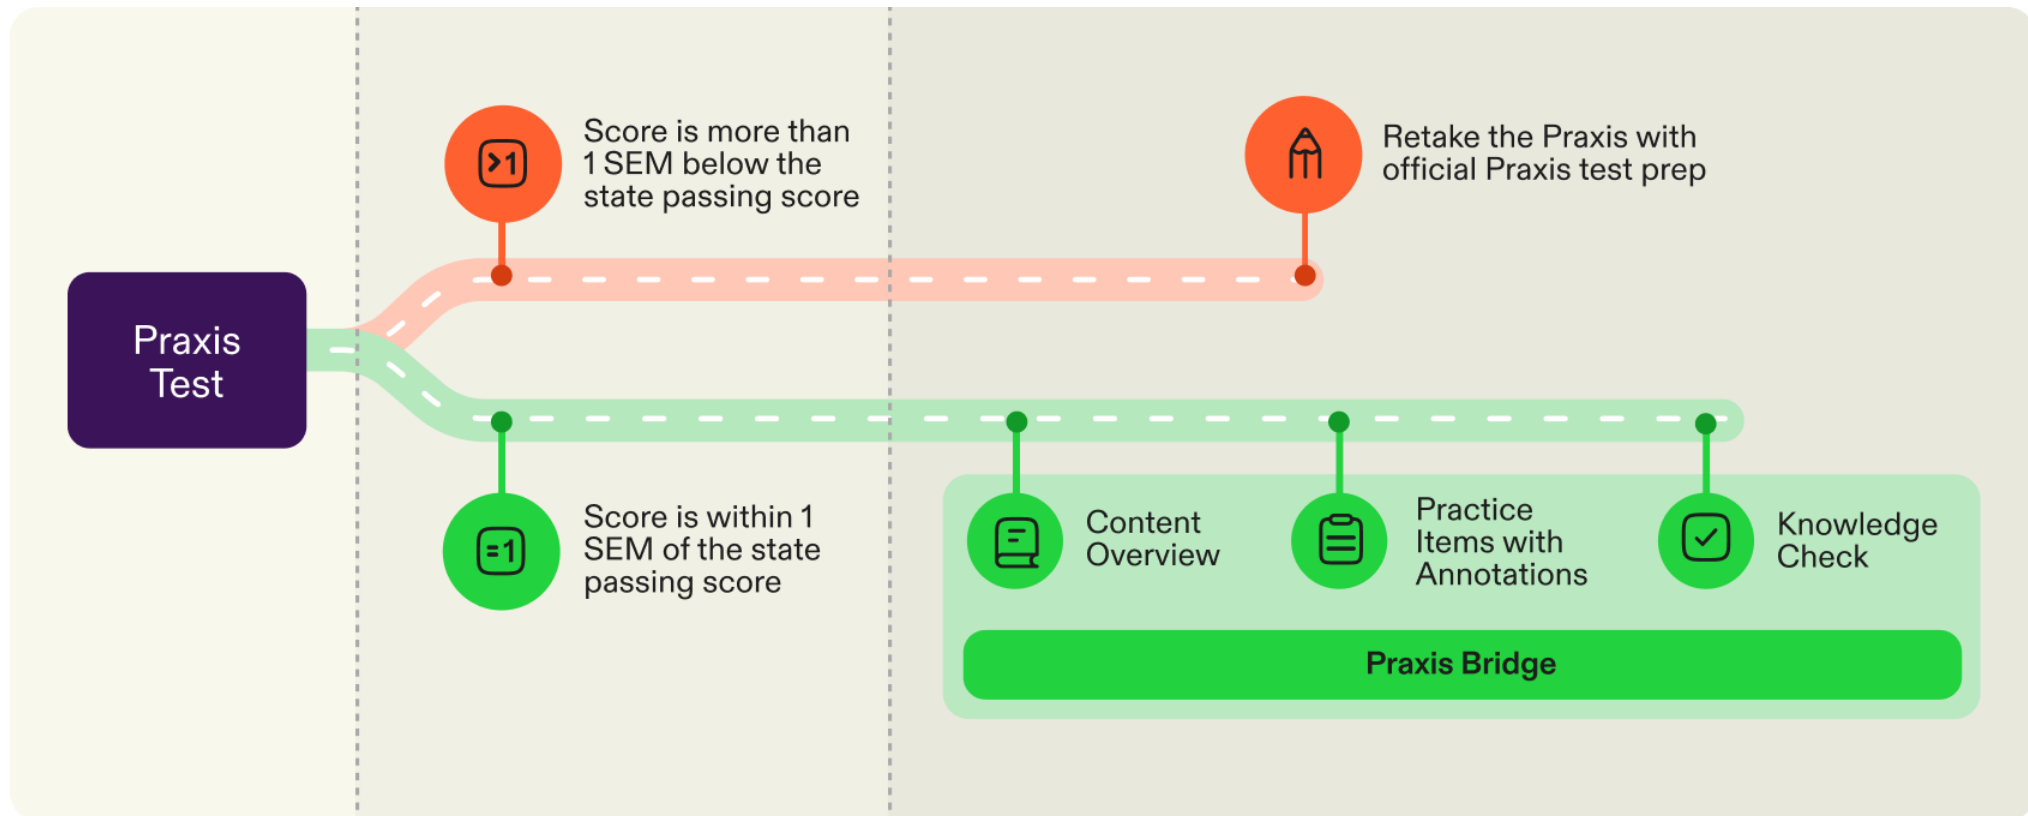 Praxis
Test
>1
Score is more than
1 SEM below the
state passing score
Retake the Praxis with
official Praxis test prep
=1
Score is within 1
SEM of the state
passing score
Content
Overview
Practice
Items with
Annotations
Knowledge
Check
Praxis Bridge